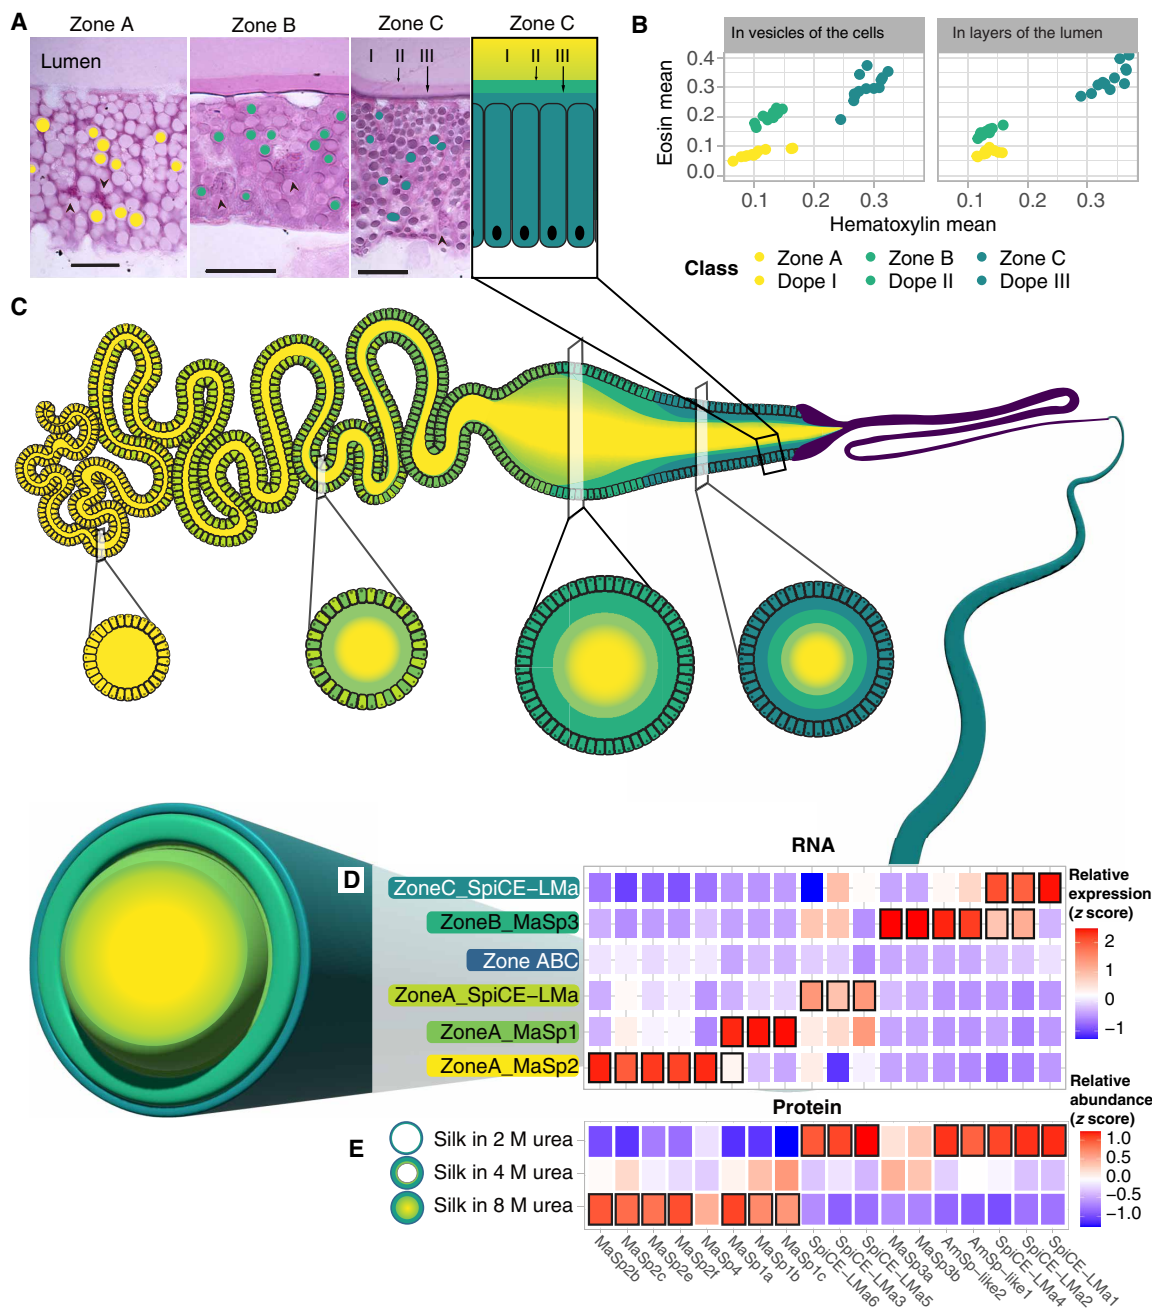 A
Zone A
Zone B
Zone C
Zone C
Lumen
I II III
I II III
B
In vesicles of the cells
In layers of the lumen
Eosin mean
0.4
0.3
0.2
0.1
0.0
0.1 0.2 0.3
0.1 0.2 0.3
Hematoxylin mean
Class
Zone A
Zone B
Zone C
Dope I
Dope II
Dope III
C
D
RNA
ZoneC_SpiCE−LMa
ZoneB_MaSp3
Zone ABC
ZoneA_SpiCE−LMa
ZoneA_MaSp1
ZoneA_MaSp2
Relative
expression
(z score)
2
1
0
−1
E
Protein
Silk in 2 M urea
Silk in 4 M urea
Silk in 8 M urea
Relative
abundance
(z score)
1.0
0.5
0.0
−0.5
−1.0
MaSp2b
MaSp2c
MaSp2e
MaSp2f
MaSp4
MaSp1a
MaSp1b
MaSp1c
SpiCE−LMa6
SpiCE−LMa3
SpiCE−LMa5
MaSp3a
MaSp3b
AmSp−like2
AmSp−like1
SpiCE−LMa4
SpiCE−LMa2
SpiCE−LMa1